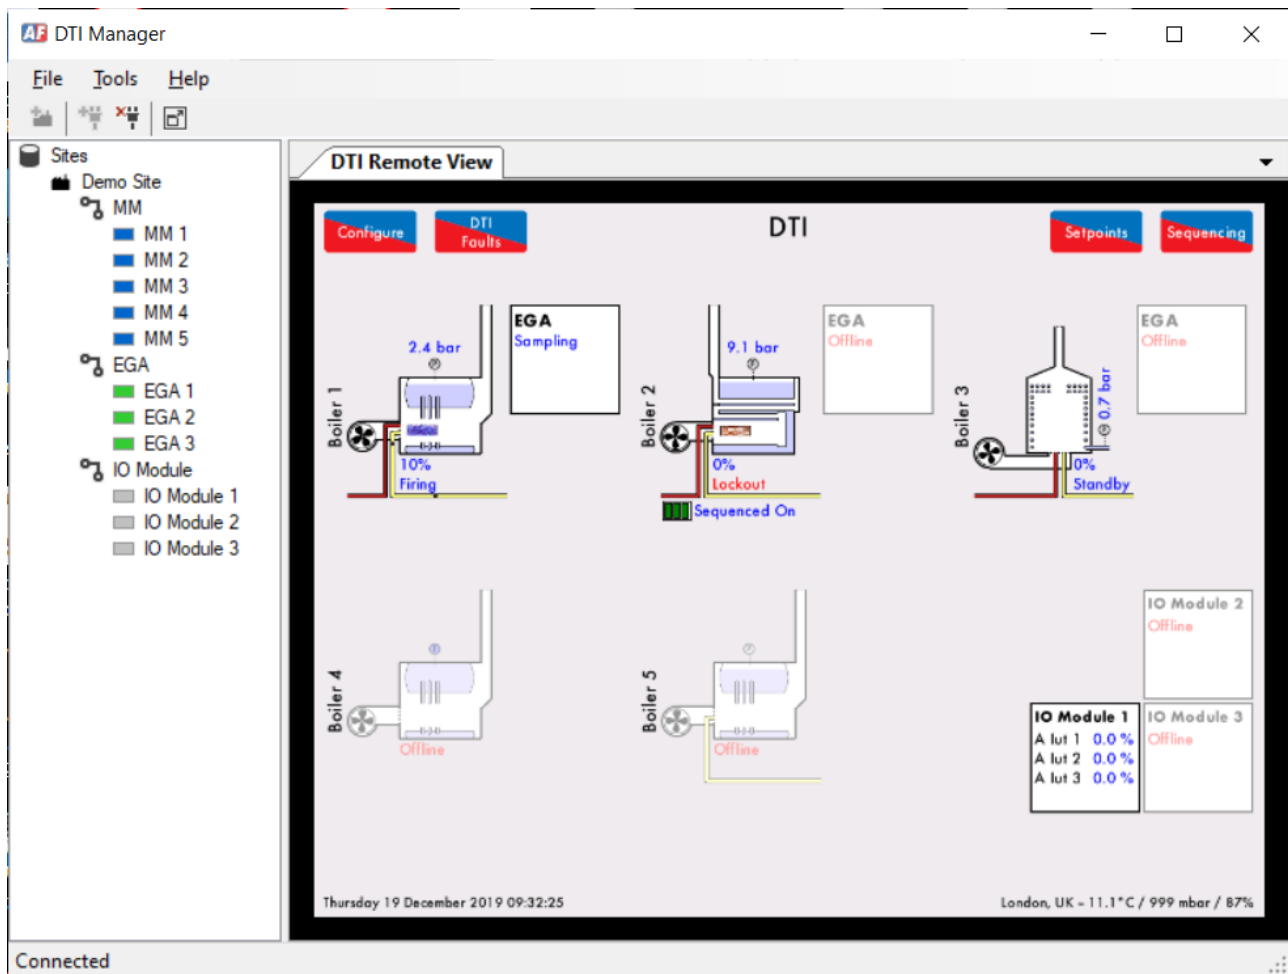 AF DTI Manager
File Tools Help
Sites
Demo Site
MM
MM 1
MM 2
MM 3
MM 4
MM 5
EGA
EGA 1
EGA 2
EGA 3
IO Module
IO Module 1
IO Module 2
IO Module 3
DTI Remote View
Configure
DTI
Faults
DTI
Setpoints
Sequencing
Boiler 1
2.4 bar
10%
Firing
EGA
Sampling
Boiler 2
9.1 bar
0%
Lockout
Sequenced On
EGA
Offline
Boiler 3
0.7 bar
0%
Standby
EGA
Offline
Boiler 4
Offline
Boiler 5
Offline
IO Module 2
Offline
IO Module 1
A lut 1 0.0 %
A lut 2 0.0 %
A lut 3 0.0 %
IO Module 3
Offline
Thursday 19 December 2019 09:32:25
London, UK - 11.1°C / 999 mbar / 87%
Connected